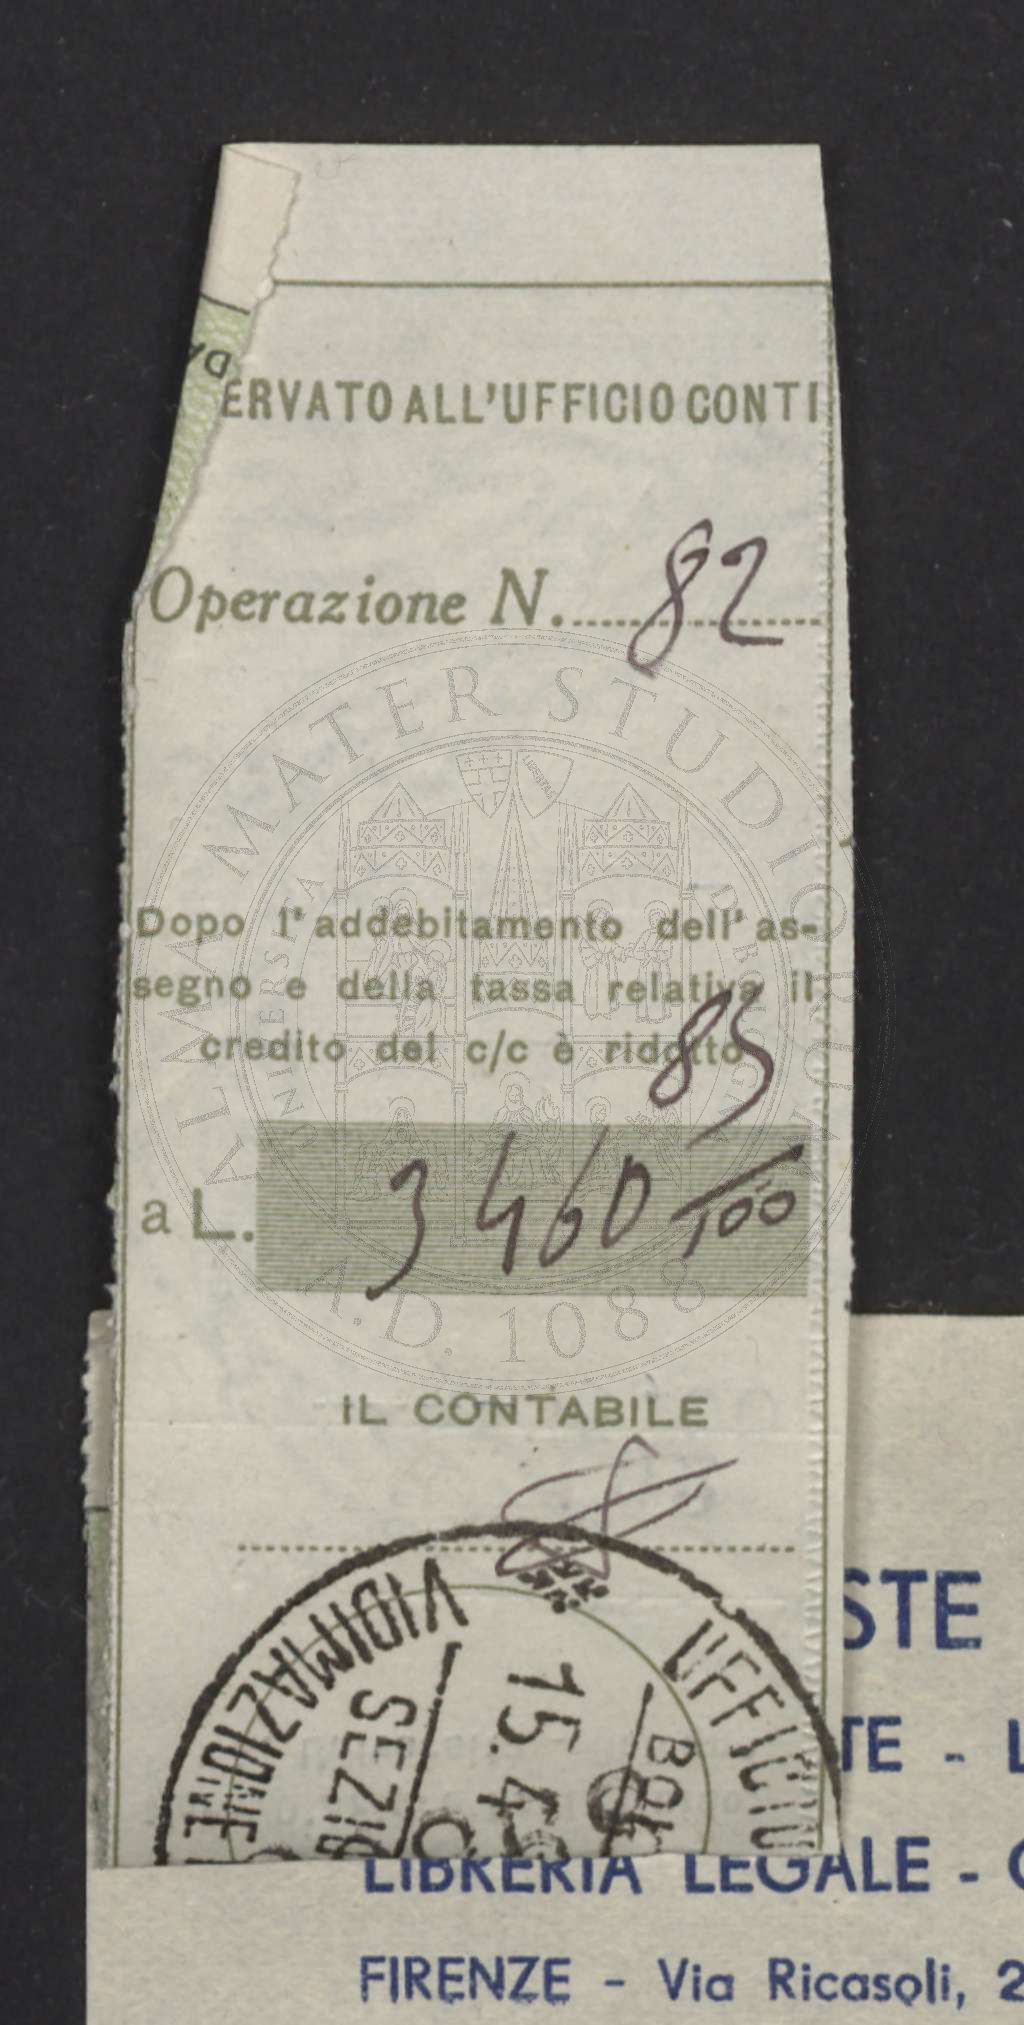 ERVATO ALL'UFFICIO CONTI
Operazione N. 82
Dopo l'addebitamento dell'as-
segno e della tassa relativa il
credito del c/c è ridotto
a L. 3460 85/100
IL CONTABILE
UFFICIO
BO
15.4
SEZIO
VIDIMAZIONE
STE
TE - L
LIBRERIA LEGALE -
FIRENZE - Via Ricasoli, 2
ALMA MATER STUDIORUM
A.D. 1088